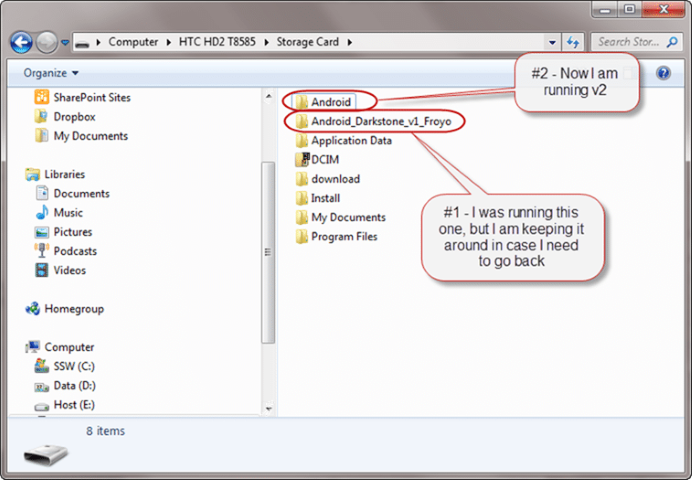 Computer ▸ HTC HD2 T8585 ▸ Storage Card ▸
Search Stor...
Organize
SharePoint Sites
Dropbox
My Documents
Libraries
Documents
Music
Pictures
Podcasts
Videos
Homegroup
Computer
SSW (C:)
Data (D:)
Host (E:)
Android
Android_Darkstone_v1_Froyo
Application Data
DCIM
download
Install
My Documents
Program Files
#2 - Now I am
running v2
#1 - I was running this
one, but I am keeping it
around in case I need
to go back
8 items